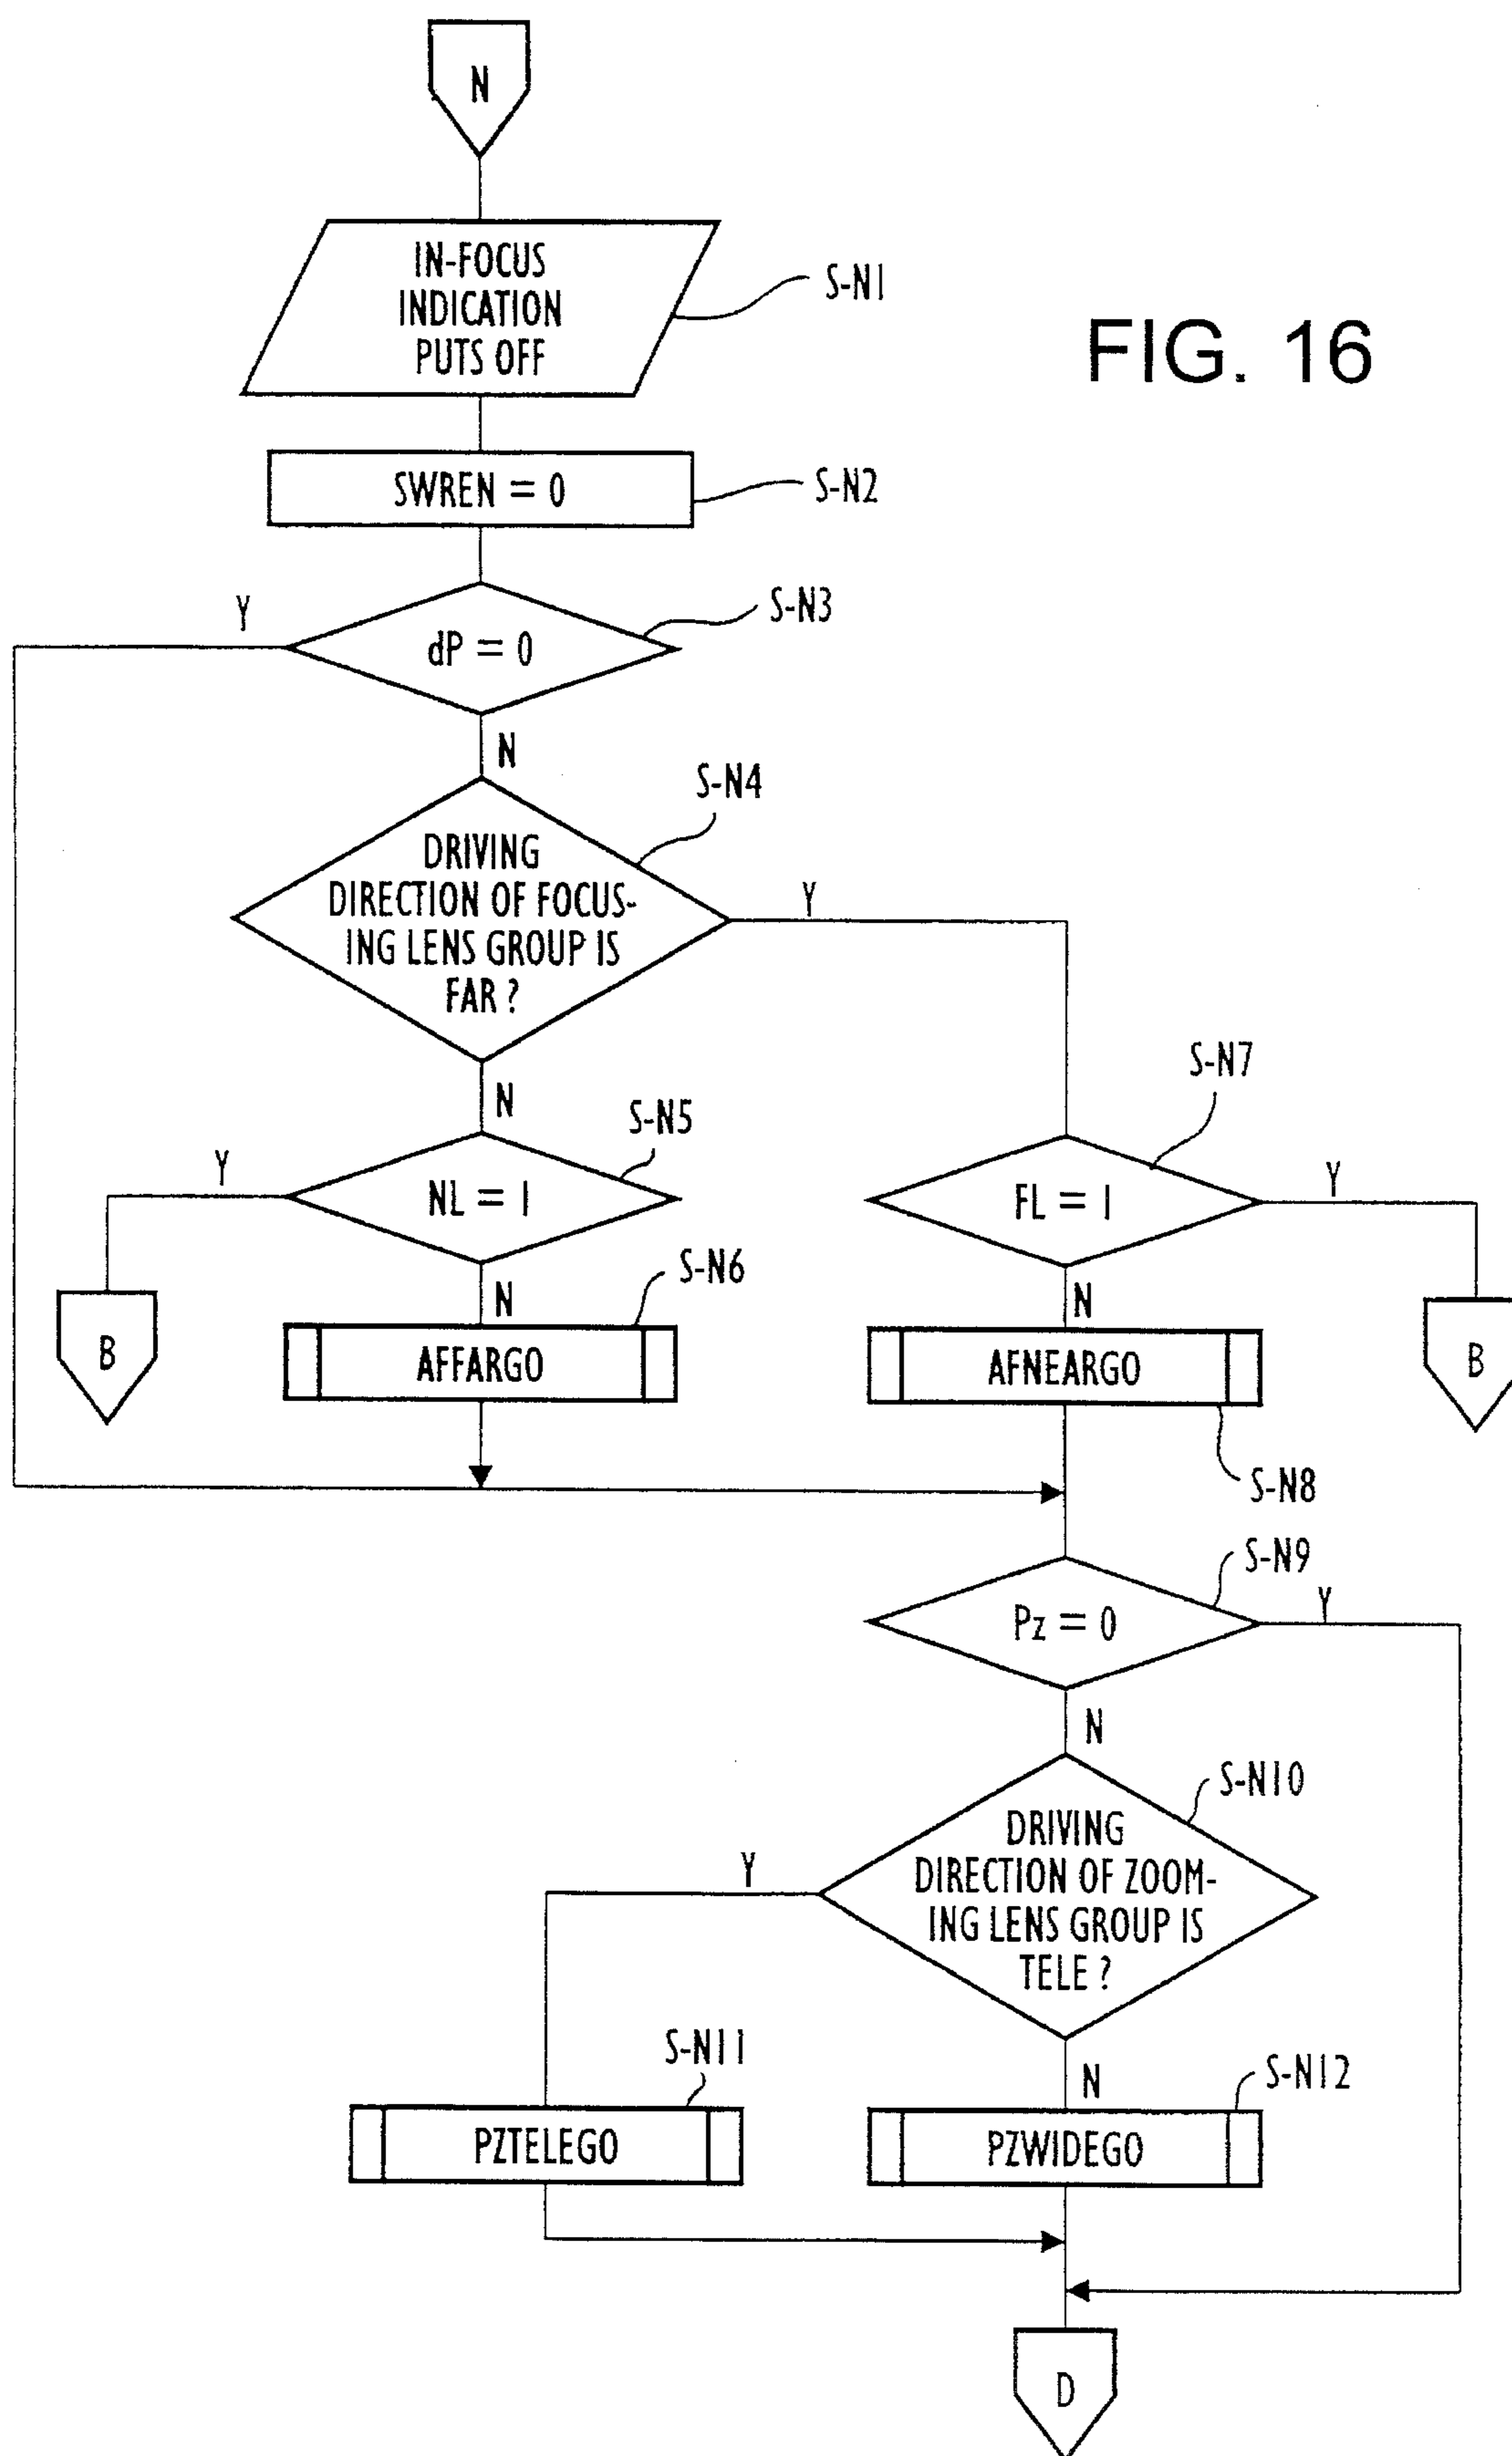 N
IN-FOCUS
INDICATION
PUTS OFF
S-N1
FIG. 16
SWREN = 0
S-N2
Y
dP = 0
S-N3
N
S-N4
DRIVING
DIRECTION OF FOCUS-
ING LENS GROUP IS
FAR ?
Y
N
S-N5
Y
NL = 1
S-N7
FL = 1
Y
N
S-N6
N
B
AFFARGO
AFNEARGO
B
S-N8
S-N9
Pz = 0
Y
N
S-N10
DRIVING
DIRECTION OF ZOOM-
ING LENS GROUP IS
TELE ?
Y
N
S-N11
S-N12
PZTELEGO
PZWIDEGO
D